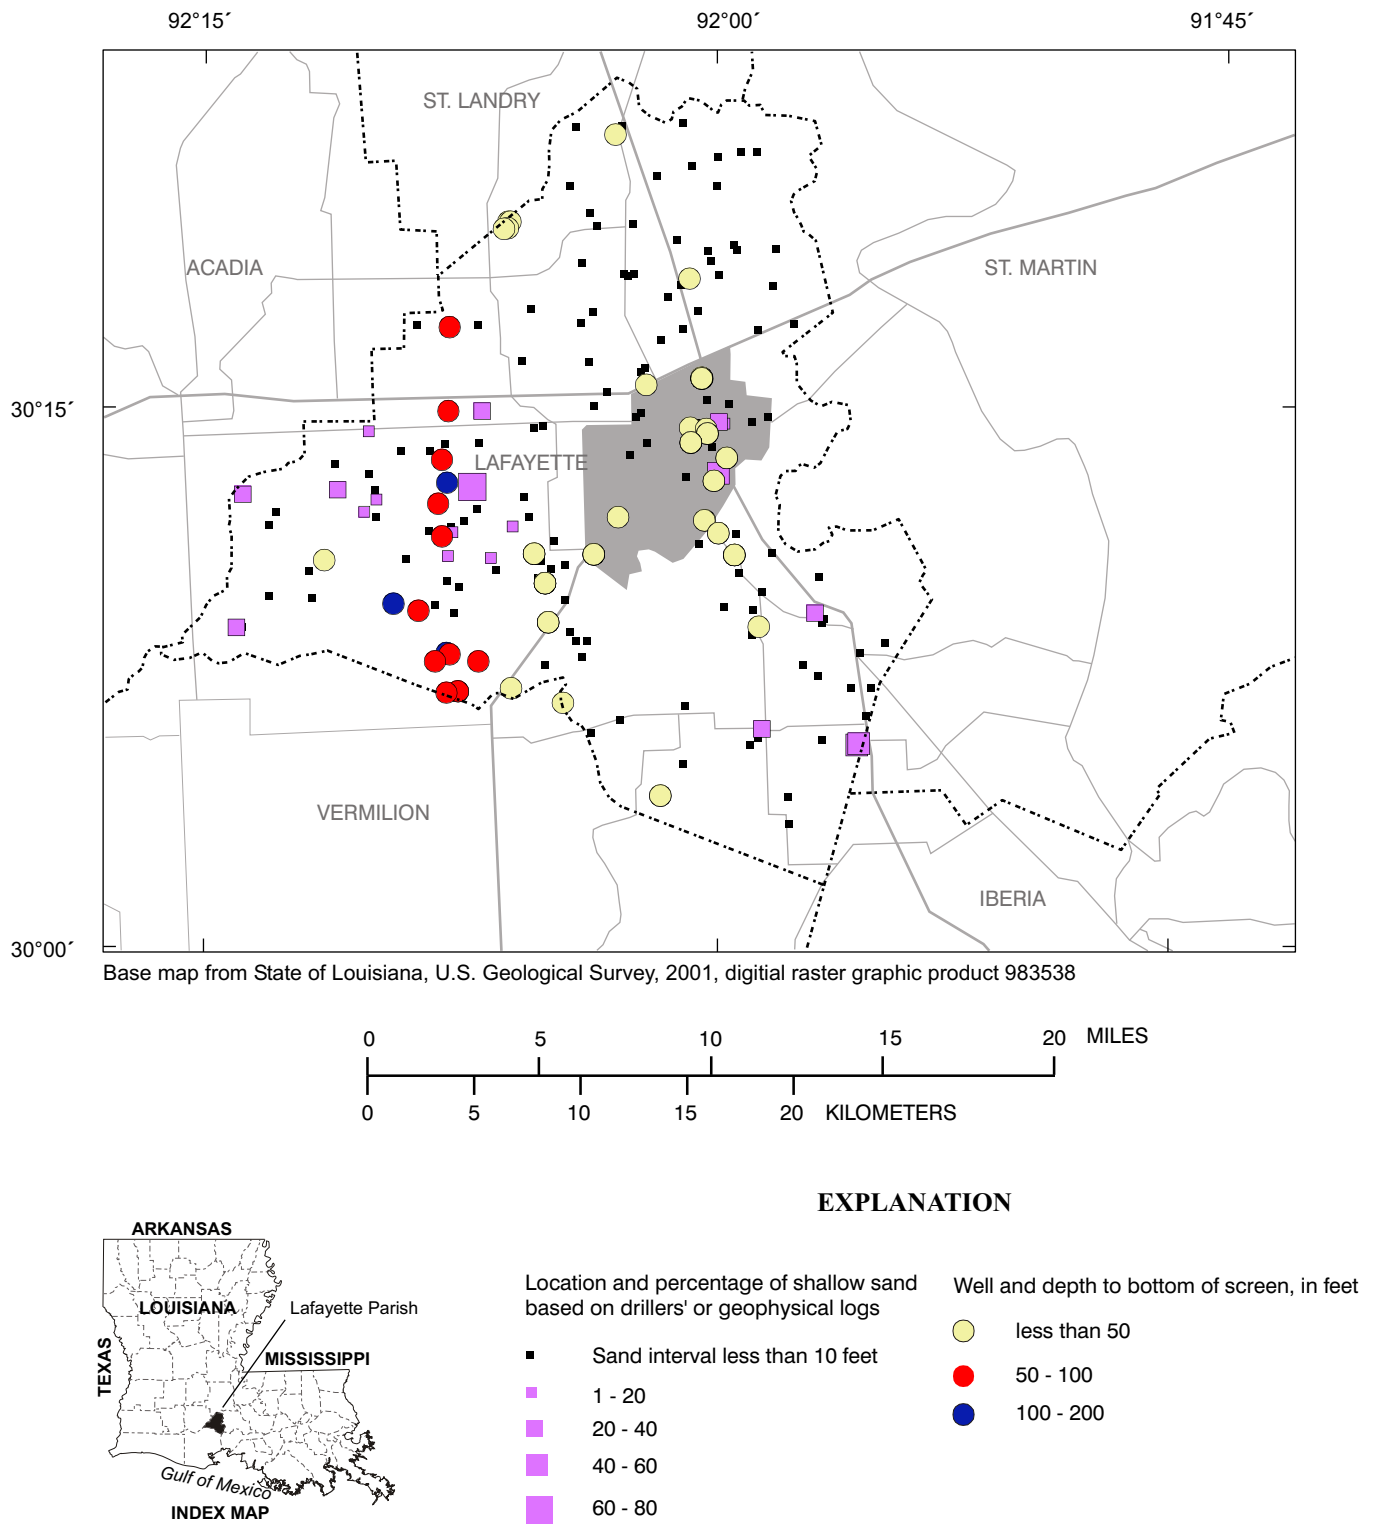 92°15´
92°00´
91°45´
ST. LANDRY
ACADIA
ST. MARTIN
30°15´
LAFAYETTE
VERMILION
IBERIA
30°00´
Base map from State of Louisiana, U.S. Geological Survey, 2001, digitial raster graphic product 983538
0 5 10 15 20 MILES
0 5 10 15 20 KILOMETERS
EXPLANATION
ARKANSAS
LOUISIANA
Lafayette Parish
TEXAS
MISSISSIPPI
Gulf of Mexico
INDEX MAP
Location and percentage of shallow sand
based on drillers' or geophysical logs
Sand interval less than 10 feet
1 - 20
20 - 40
40 - 60
60 - 80
Well and depth to bottom of screen, in feet
less than 50
50 - 100
100 - 200